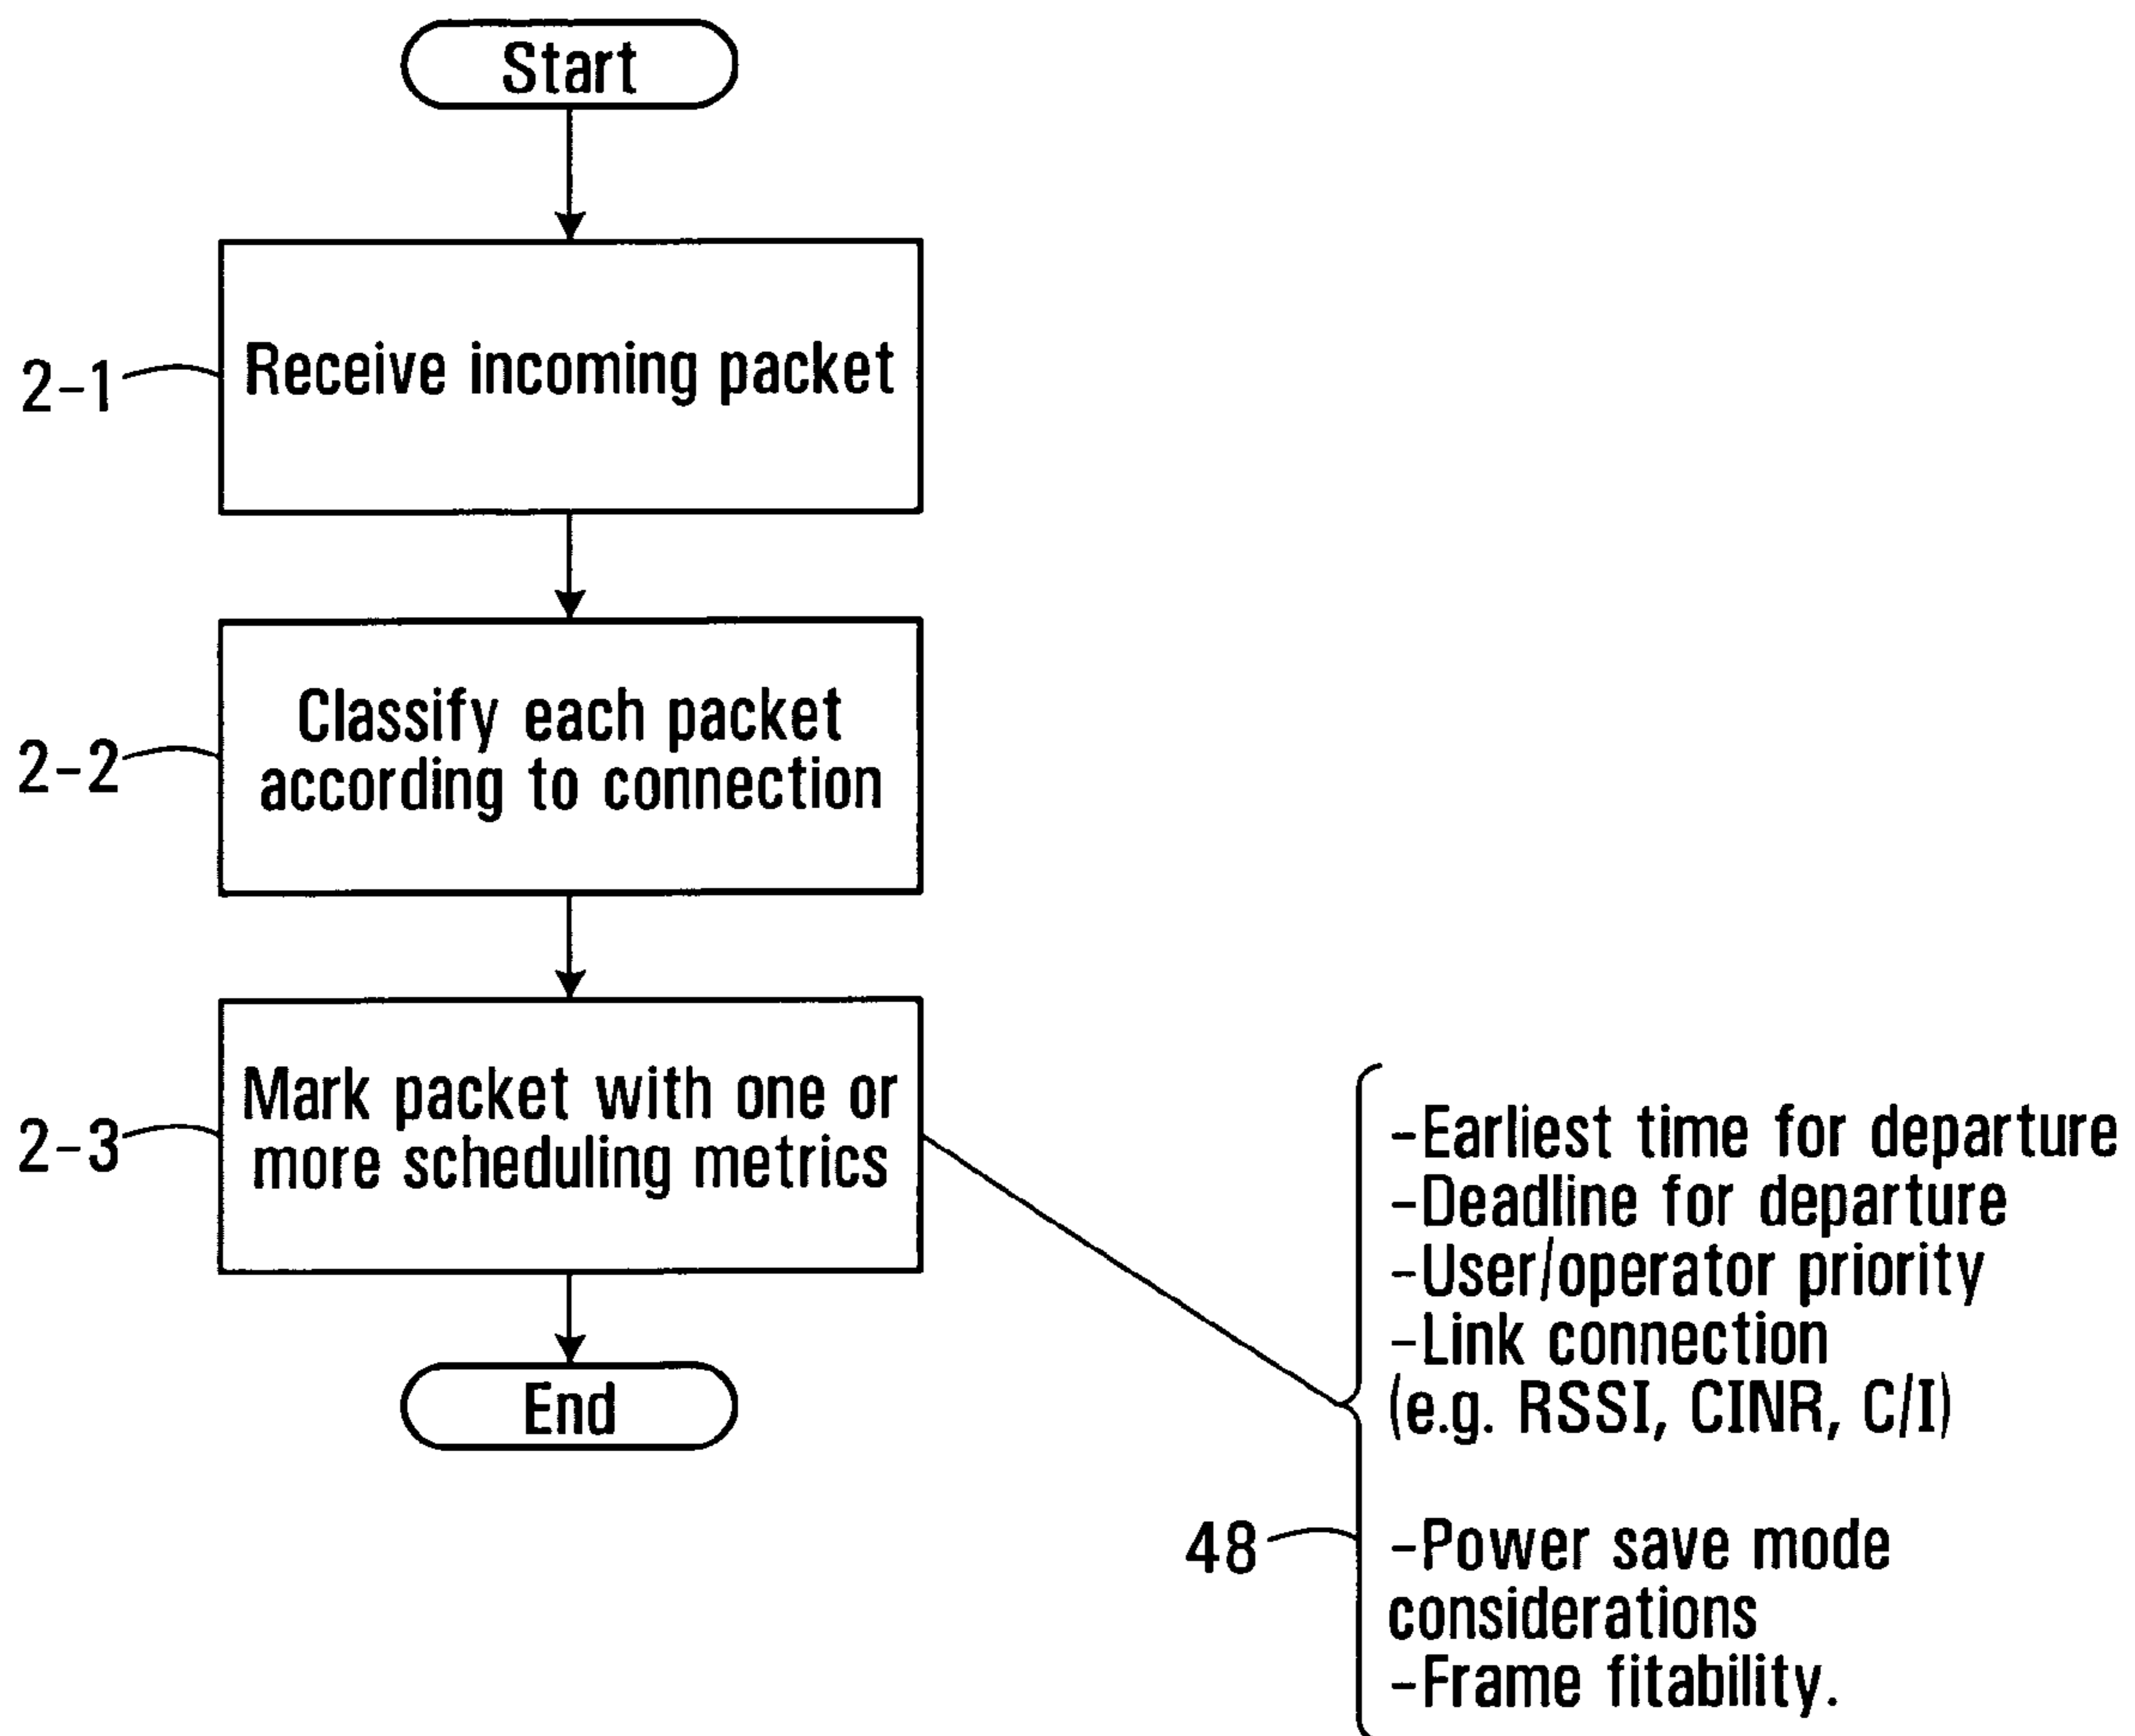 Start
2-1
Receive incoming packet
2-2
Classify each packet
according to connection
2-3
Mark packet with one or
more scheduling metrics
End
48
-Earliest time for departure
-Deadline for departure
-User/operator priority
-Link connection
(e.g. RSSI, CINR, C/I)
-Power save mode
considerations
-Frame fitability.